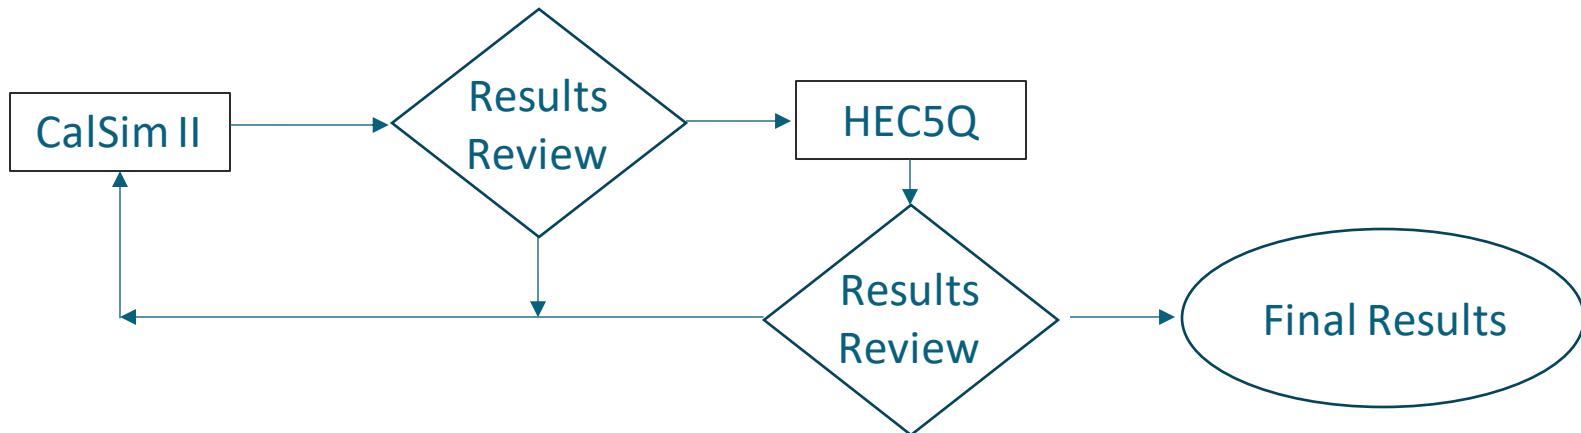 CalSim II
Results
Review
HEC5Q
Results
Review
Final Results